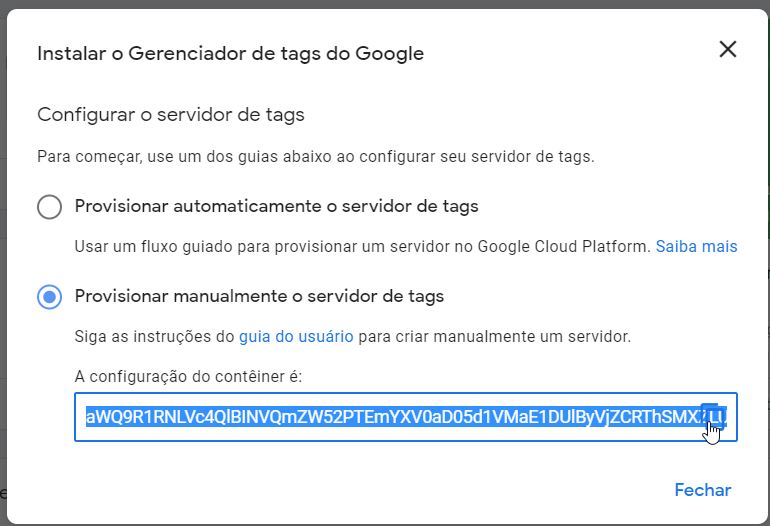 Instalar o Gerenciador de tags do Google
Configurar o servidor de tags
Para começar, use um dos guias abaixo ao configurar seu servidor de tags.
Provisionar automaticamente o servidor de tags
Usar um fluxo guiado para provisionar um servidor no Google Cloud Platform. Saiba mais
Provisionar manualmente o servidor de tags
Siga as instruções do guia do usuário para criar manualmente um servidor.
A configuração do contêiner é:
Fechar